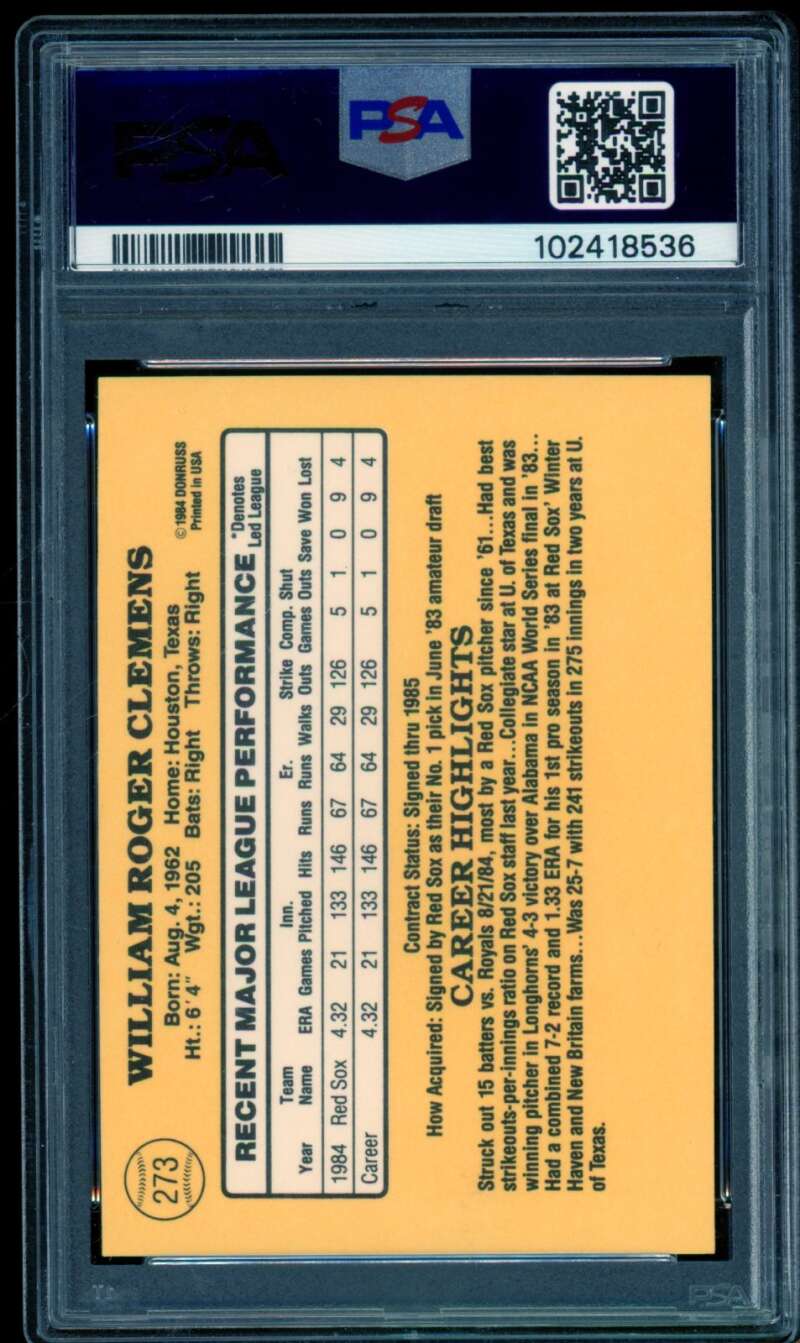 PSA
PSA
102418536
273
WILLIAM ROGER CLEMENS
Born: Aug. 4, 1962 Home: Houston, Texas
Ht.: 6'4" Wgt.: 205 Bats: Right Throws: Right
© 1984 DONRUSS
Printed in USA
RECENT MAJOR LEAGUE PERFORMANCE
*Denotes
Led League
Team Inn. Er. Strike Comp. Shut
Year Name ERA Games Pitched Hits Runs Runs Walks Outs Games Outs Save Won Lost
1984 Red Sox 4.32 21 133 146 67 64 29 126 5 1 0 9 4
Career 4.32 21 133 146 67 64 29 126 5 1 0 9 4
Contract Status: Signed thru 1985
How Acquired: Signed by Red Sox as their No. 1 pick in June '83 amateur draft
CAREER HIGHLIGHTS
Struck out 15 batters vs. Royals 8/21/84, most by a Red Sox pitcher since '61...Had best
strikeouts-per-innings ratio on Red Sox staff last year...Collegiate star at U. of Texas and was
winning pitcher in Longhorns' 4-3 victory over Alabama in NCAA World Series final in '83...
Had a combined 7-2 record and 1.33 ERA for his 1st pro season in '83 at Red Sox' Winter
Haven and New Britain farms...Was 25-7 with 241 strikeouts in 275 innings in two years at U.
of Texas.
PSA